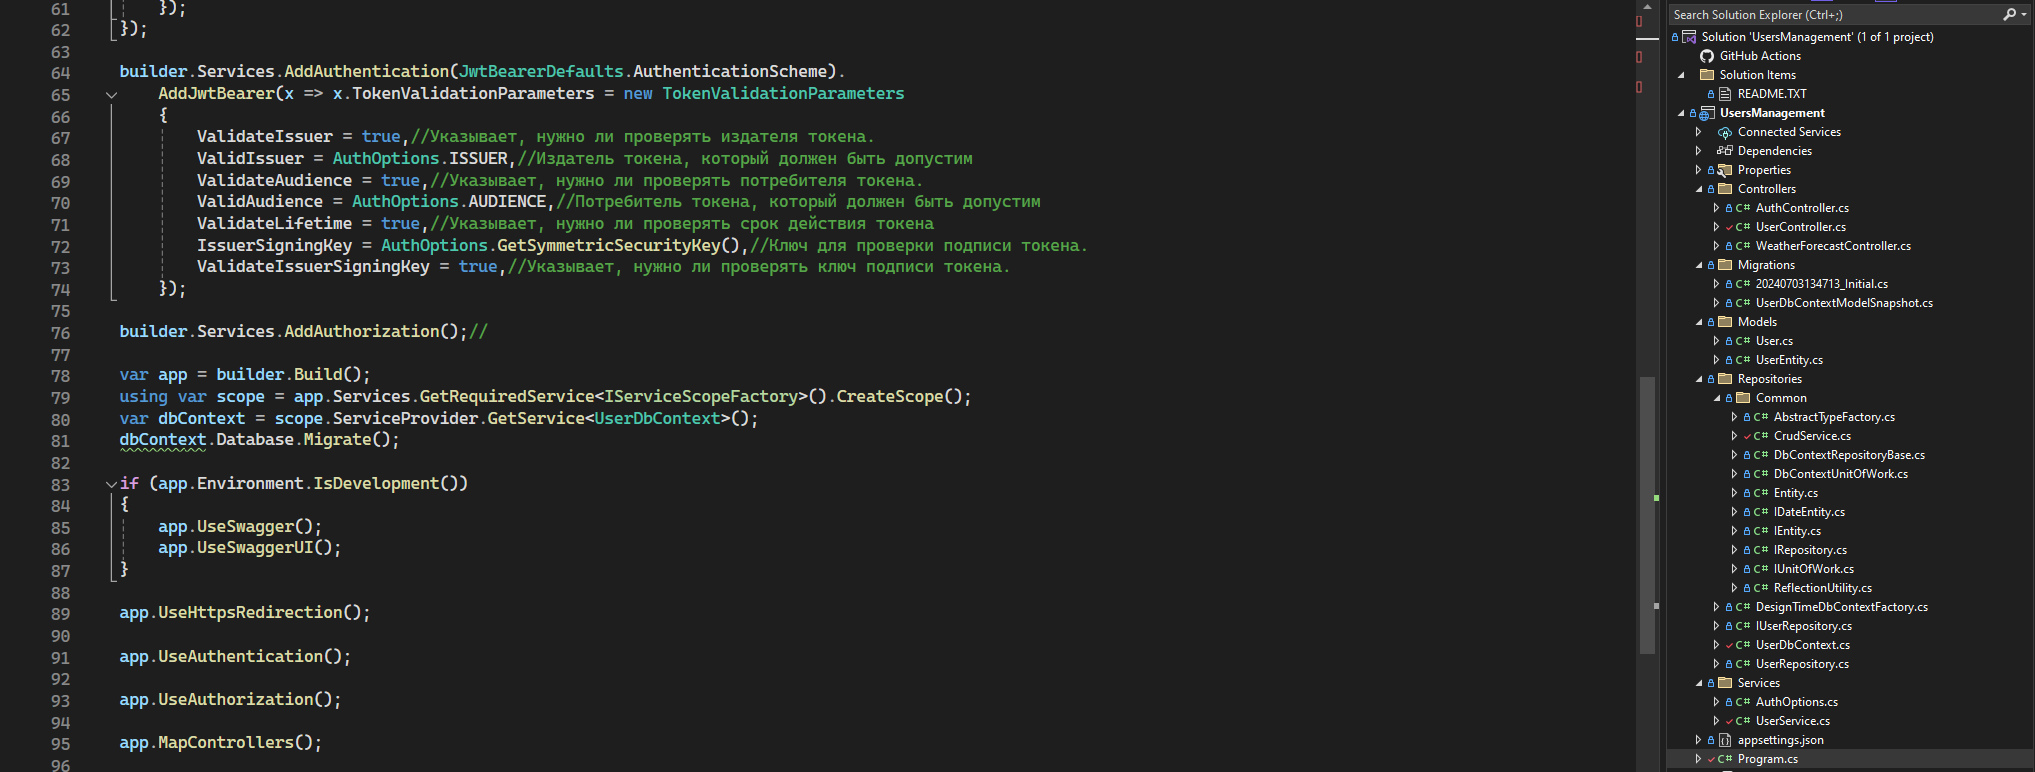 61 });
62 });
63
64 builder.Services.AddAuthentication(JwtBearerDefaults.AuthenticationScheme).
65 AddJwtBearer(x => x.TokenValidationParameters = new TokenValidationParameters
66 {
67 ValidateIssuer = true,//Указывает, нужно ли проверять издателя токена.
68 ValidIssuer = AuthOptions.ISSUER,//Издатель токена, который должен быть допустим
69 ValidateAudience = true,//Указывает, нужно ли проверять потребителя токена.
70 ValidAudience = AuthOptions.AUDIENCE,//Потребитель токена, который должен быть допустим
71 ValidateLifetime = true,//Указывает, нужно ли проверять срок действия токена
72 IssuerSigningKey = AuthOptions.GetSymmetricSecurityKey(),//Ключ для проверки подписи токена.
73 ValidateIssuerSigningKey = true,//Указывает, нужно ли проверять ключ подписи токена.
74 });
75
76 builder.Services.AddAuthorization();//
77
78 var app = builder.Build();
79 using var scope = app.Services.GetRequiredService<IServiceScopeFactory>().CreateScope();
80 var dbContext = scope.ServiceProvider.GetService<UserDbContext>();
81 dbContext.Database.Migrate();
82
83 if (app.Environment.IsDevelopment())
84 {
85 app.UseSwagger();
86 app.UseSwaggerUI();
87 }
88
89 app.UseHttpsRedirection();
90
91 app.UseAuthentication();
92
93 app.UseAuthorization();
94
95 app.MapControllers();
96
Search Solution Explorer (Ctrl+;)
Solution 'UsersManagement' (1 of 1 project)
GitHub Actions
Solution Items
README.TXT
UsersManagement
Connected Services
Dependencies
Properties
Controllers
C# AuthController.cs
C# UserController.cs
C# WeatherForecastController.cs
Migrations
C# 20240703134713_Initial.cs
C# UserDbContextModelSnapshot.cs
Models
C# User.cs
C# UserEntity.cs
Repositories
Common
C# AbstractTypeFactory.cs
C# CrudService.cs
C# DbContextRepositoryBase.cs
C# DbContextUnitOfWork.cs
C# Entity.cs
C# IDateEntity.cs
C# IEntity.cs
C# IRepository.cs
C# IUnitOfWork.cs
C# ReflectionUtility.cs
C# DesignTimeDbContextFactory.cs
C# IUserRepository.cs
C# UserDbContext.cs
C# UserRepository.cs
Services
C# AuthOptions.cs
C# UserService.cs
appsettings.json
C# Program.cs